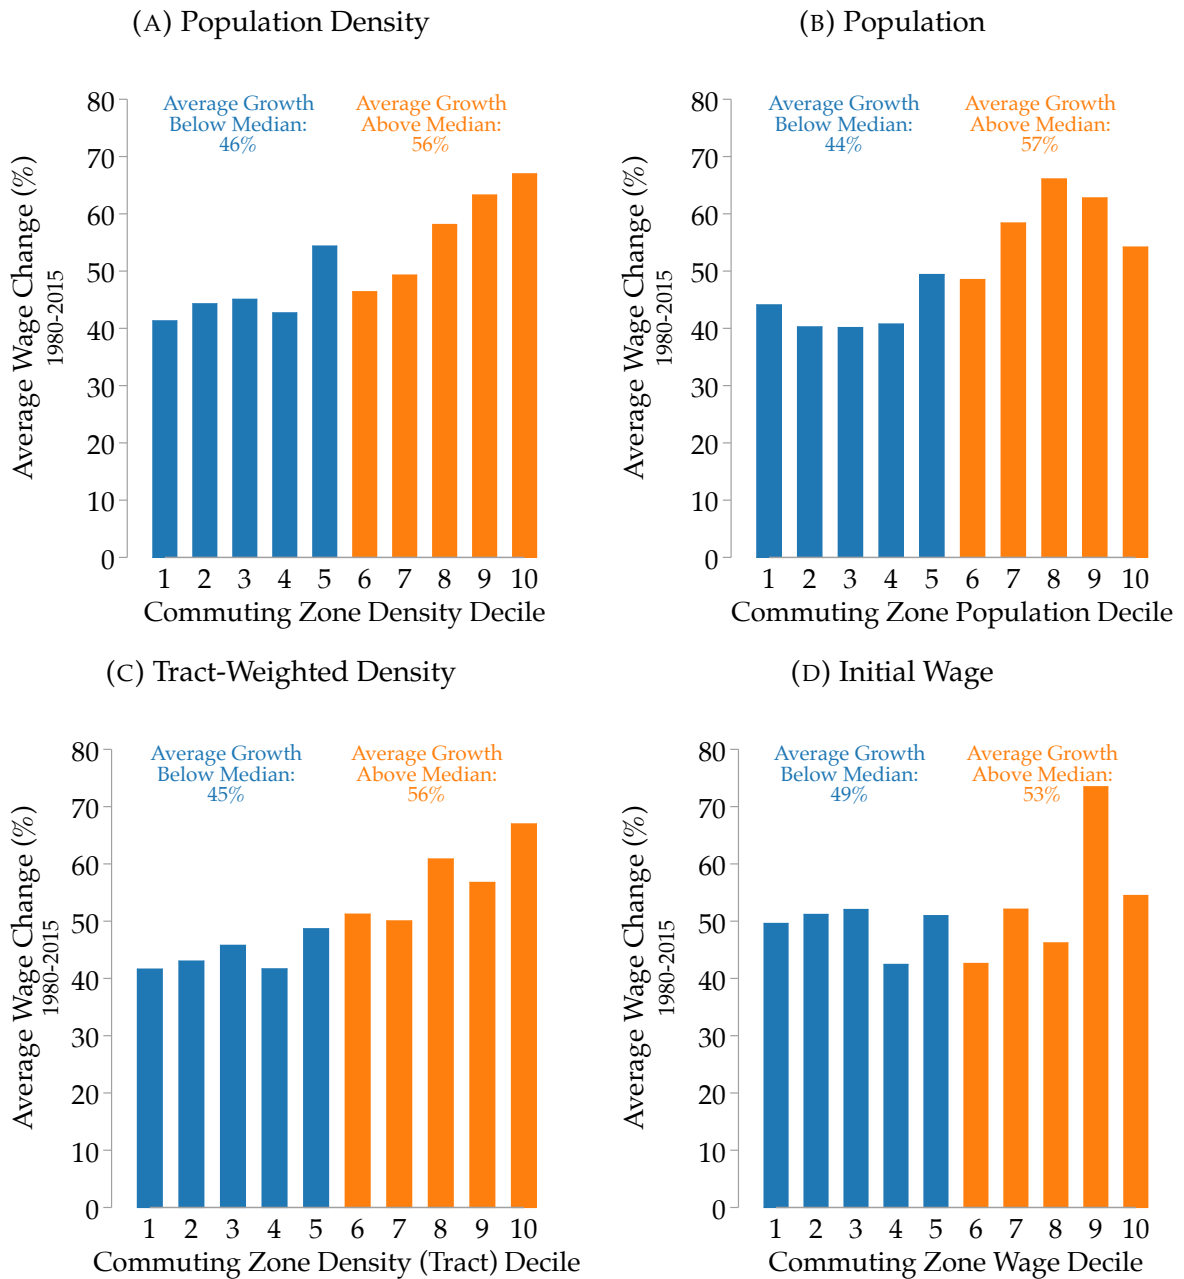 (A) Population Density
Average Growth
Below Median:
46%
Average Growth
Above Median:
56%
Average Wage Change (%)
1980-2015
80
70
60
50
40
30
20
10
0
1 2 3 4 5 6 7 8 9 10
Commuting Zone Density Decile
(B) Population
Average Growth
Below Median:
44%
Average Growth
Above Median:
57%
Average Wage Change (%)
1980-2015
80
70
60
50
40
30
20
10
0
1 2 3 4 5 6 7 8 9 10
Commuting Zone Population Decile
(C) Tract-Weighted Density
Average Growth
Below Median:
45%
Average Growth
Above Median:
56%
Average Wage Change (%)
1980-2015
80
70
60
50
40
30
20
10
0
1 2 3 4 5 6 7 8 9 10
Commuting Zone Density (Tract) Decile
(D) Initial Wage
Average Growth
Below Median:
49%
Average Growth
Above Median:
53%
Average Wage Change (%)
1980-2015
80
70
60
50
40
30
20
10
0
1 2 3 4 5 6 7 8 9 10
Commuting Zone Wage Decile